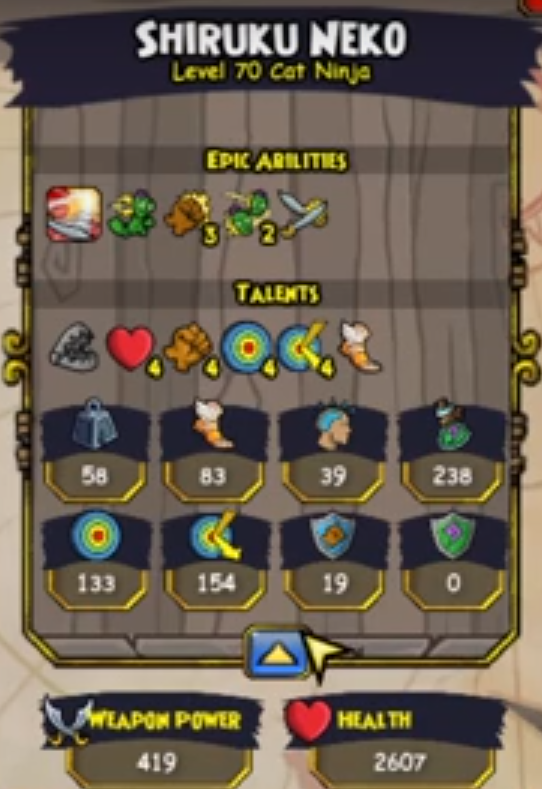 SHIRUKU NEKO
Level 70 Cat Ninja
EPIC ABILITIES
3 2
TALENTS
4 4 4 4
58 83 39 238
133 154 19 0
WEAPON POWER HEALTH
419 2607